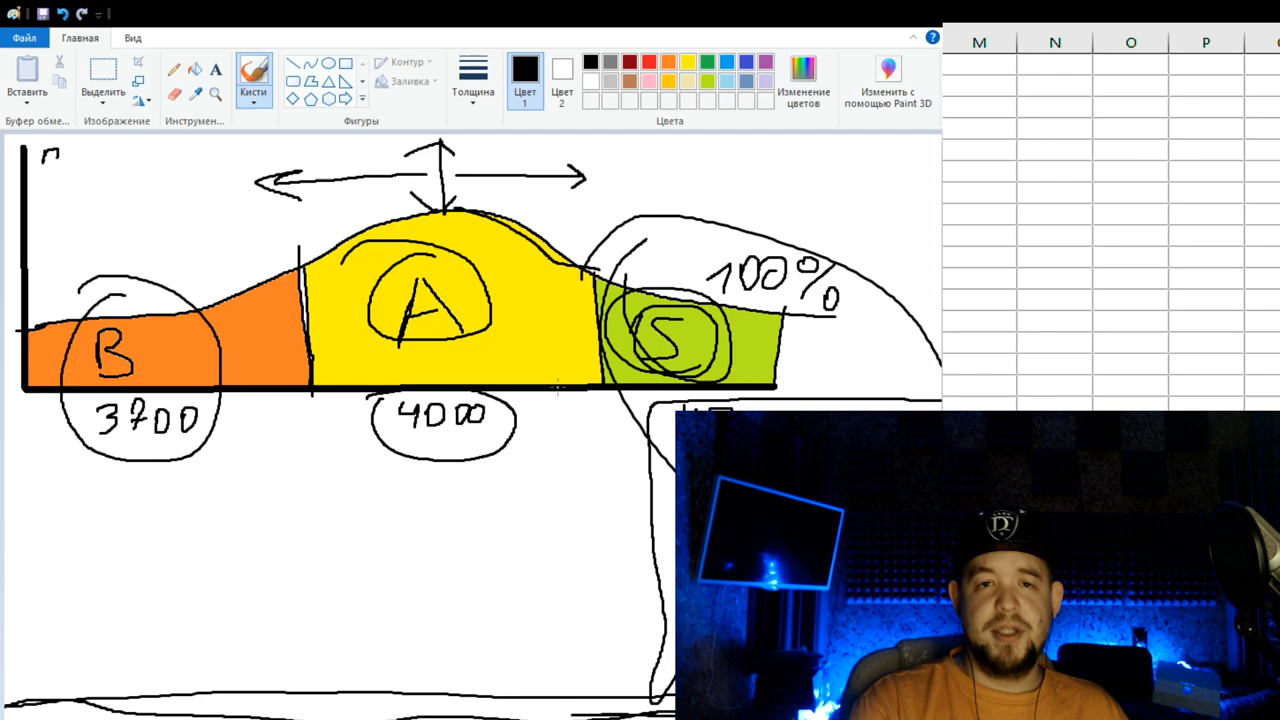 Файл
Главная
Вид
Вставить
Выделить
Контур
Заливка
Кисти
Толщина
Цвет 1
Цвет 2
Изменение цветов
Изменить с помощью Paint 3D
Буфер обме...
Изображение
Инструмен...
Фигуры
Цвета
M N O P
n
100%
B
A
S
3700
4000